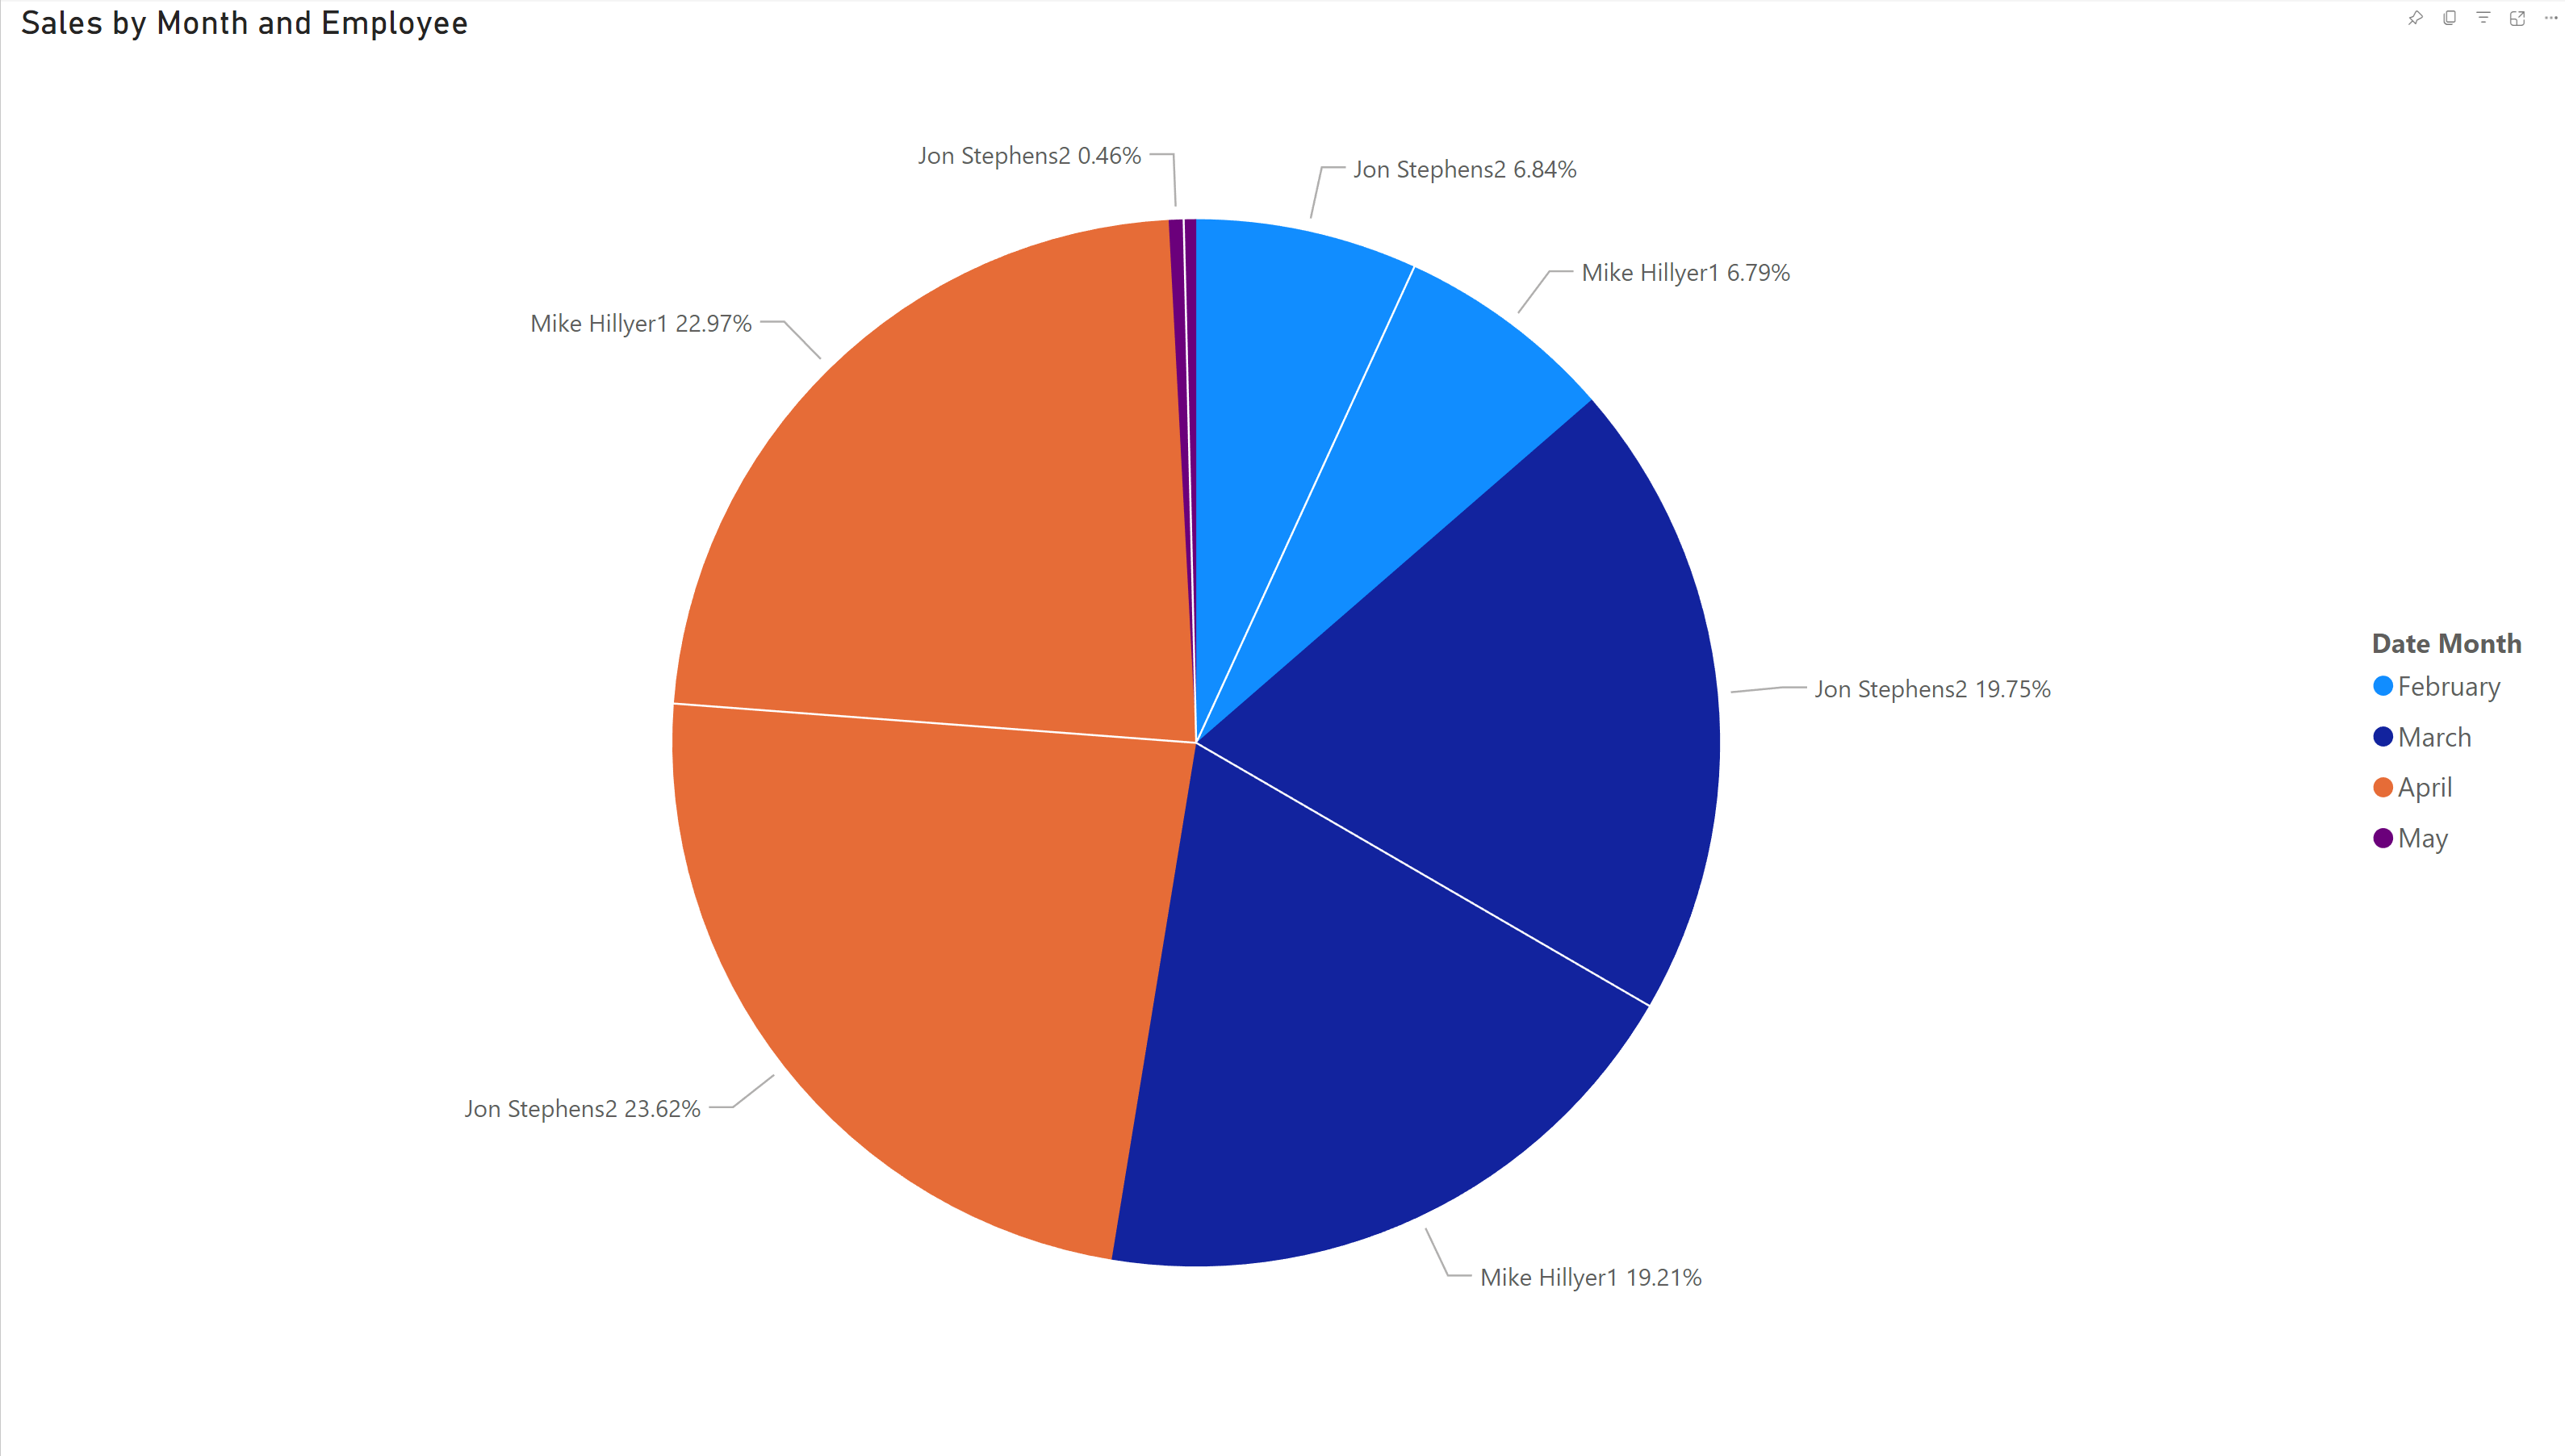 Sales by Month and Employee
Jon Stephens2 0.46%
Jon Stephens2 6.84%
Mike Hillyer1 6.79%
Mike Hillyer1 22.97%
Jon Stephens2 19.75%
Jon Stephens2 23.62%
Mike Hillyer1 19.21%
Date Month
February
March
April
May